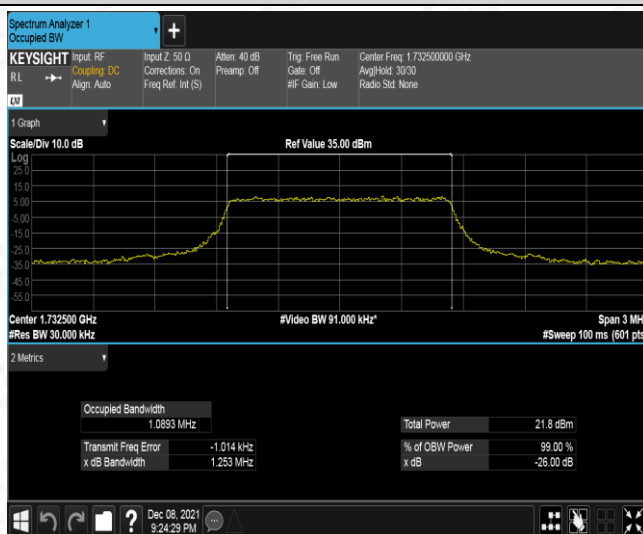 Spectrum Analyzer 1
Occupied BW
+
KEYSIGHT Input: RF Input Z: 50 Ω Atten: 40 dB Trig: Free Run Center Freq: 1.732500000 GHz
R L Coupling: DC Corrections: On Preamp: Off Gate: Off Avg|Hold: 30/30
Align: Auto Freq Ref: Int (S) #IF Gain: Low Radio Std: None
LXI
1 Graph
Scale/Div 10.0 dB Ref Value 35.00 dBm
Log
25.0
15.0
5.00
-5.00
-15.0
-25.0
-35.0
-45.0
-55.0
Center 1.732500 GHz #Video BW 91.000 kHz* Span 3 MH
#Res BW 30.000 kHz #Sweep 100 ms (601 pts
2 Metrics
Occupied Bandwidth
1.0893 MHz Total Power 21.8 dBm
Transmit Freq Error -1.014 kHz % of OBW Power 99.00 %
x dB Bandwidth 1.253 MHz x dB -26.00 dB
? Dec 08, 2021
9:24:29 PM